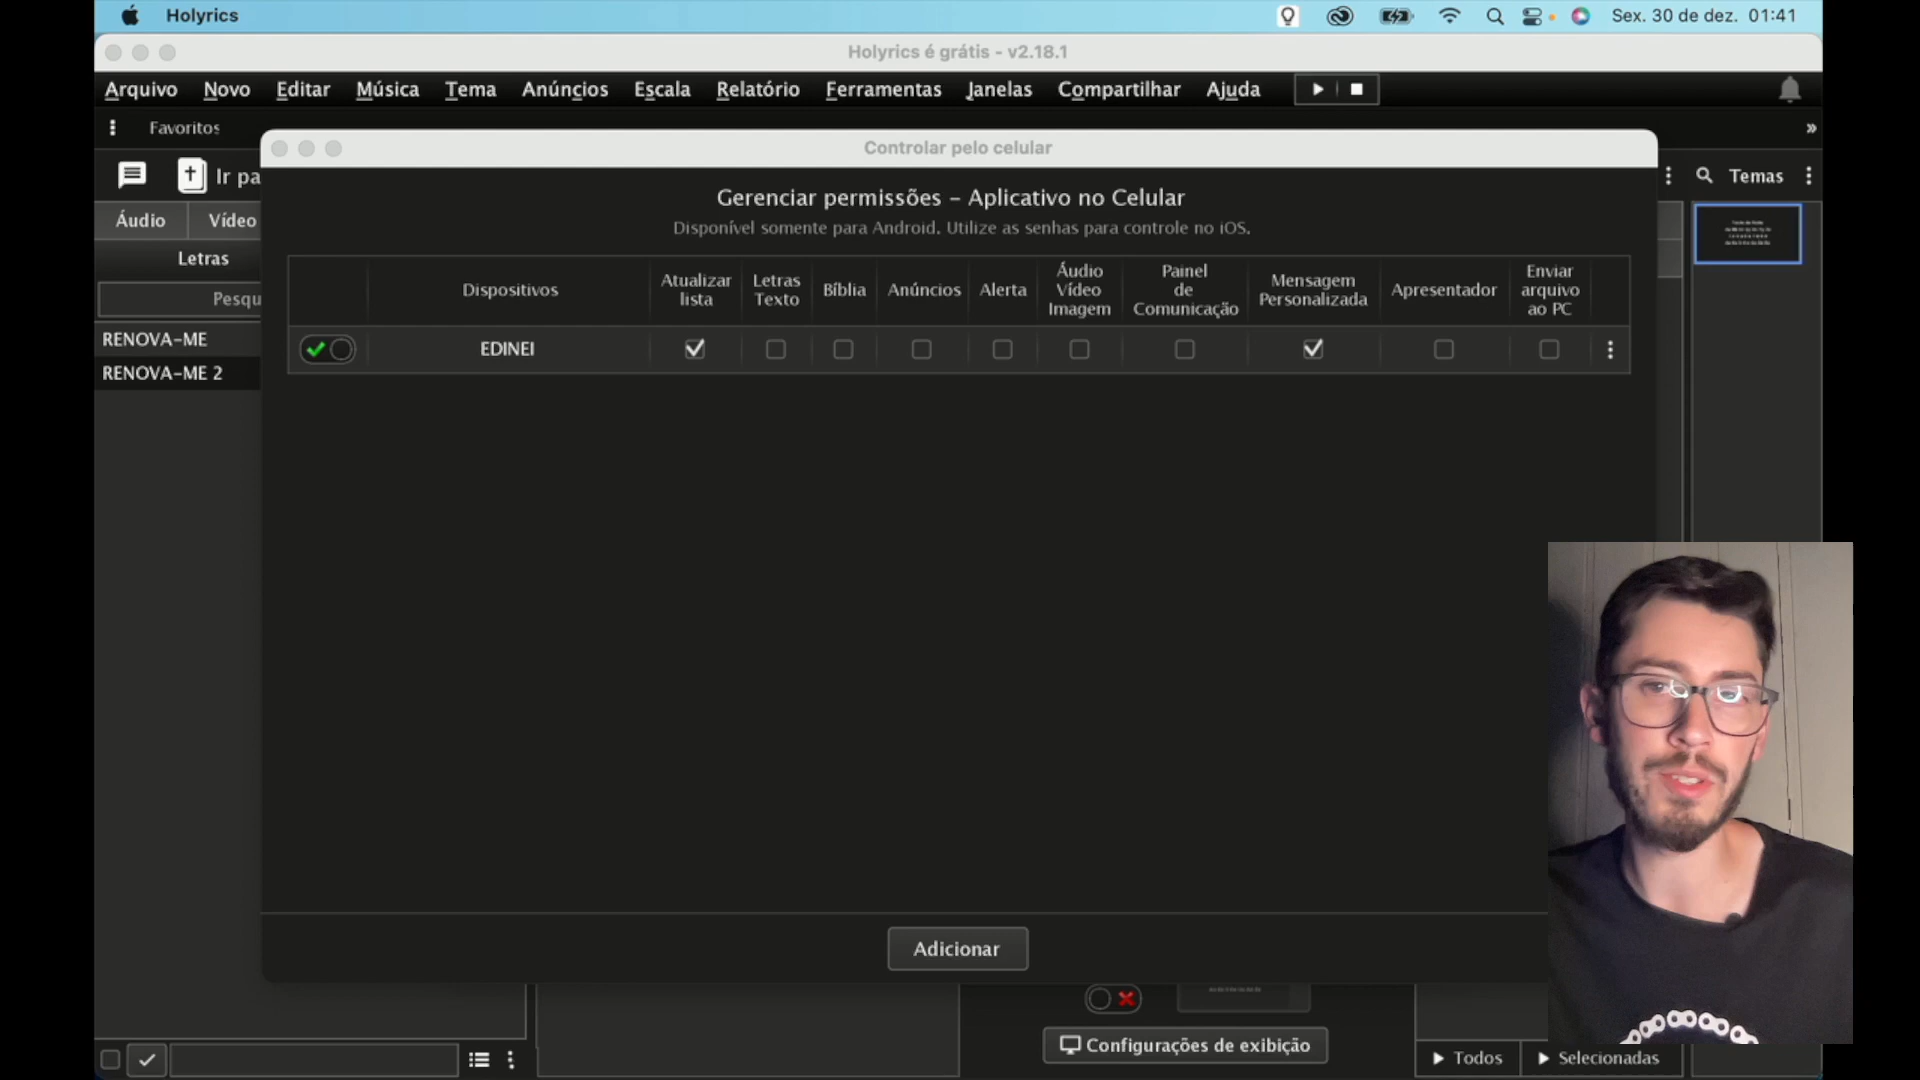 Holyrics
Sex. 30 de dez. 01:41
Holyrics é grátis - v2.18.1
Arquivo Novo Editar Música Tema Anúncios Escala Relatório Ferramentas Janelas Compartilhar Ajuda
Favoritos
Controlar pelo celular
Ir pa
Temas
Gerenciar permissões - Aplicativo no Celular
Disponível somente para Android. Utilize as senhas para controle no iOS.
Áudio Vídeo
Letras
Pesqu
RENOVA-ME
RENOVA-ME 2
Dispositivos
Atualizar
lista
Letras
Texto
Bíblia
Anúncios
Alerta
Áudio
Vídeo
Imagem
Painel
de
Comunicação
Mensagem
Personalizada
Apresentador
Enviar
arquivo
ao PC
EDINEI
Adicionar
Configurações de exibição
Todos
Selecionadas